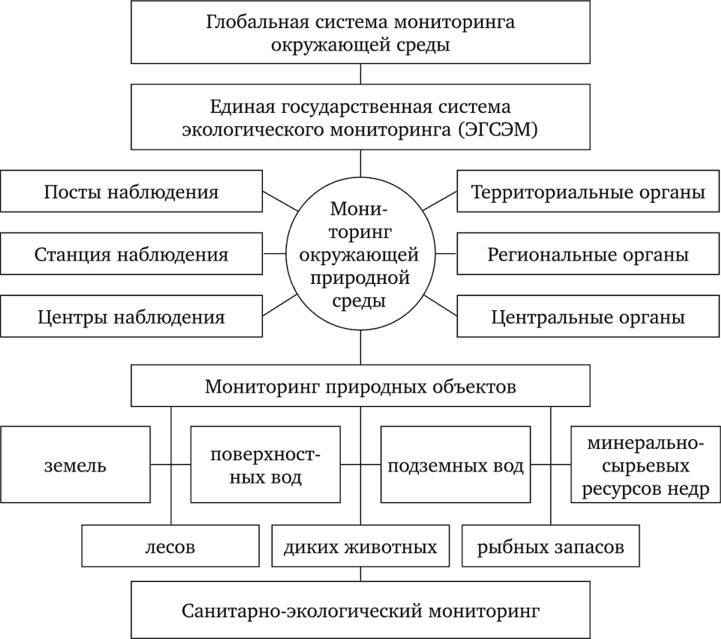 Глобальная система мониторинга
окружающей среды
Единая государственная система
экологического мониторинга (ЭГСЭМ)
Посты наблюдения
Станция наблюдения
Центры наблюдения
Мони-
торинг
окружающей
природной
среды
Территориальные органы
Региональные органы
Центральные органы
Мониторинг природных объектов
земель
поверхност-
ных вод
подземных вод
минерально-
сырьевых
ресурсов недр
лесов
диких животных
рыбных запасов
Санитарно-экологический мониторинг